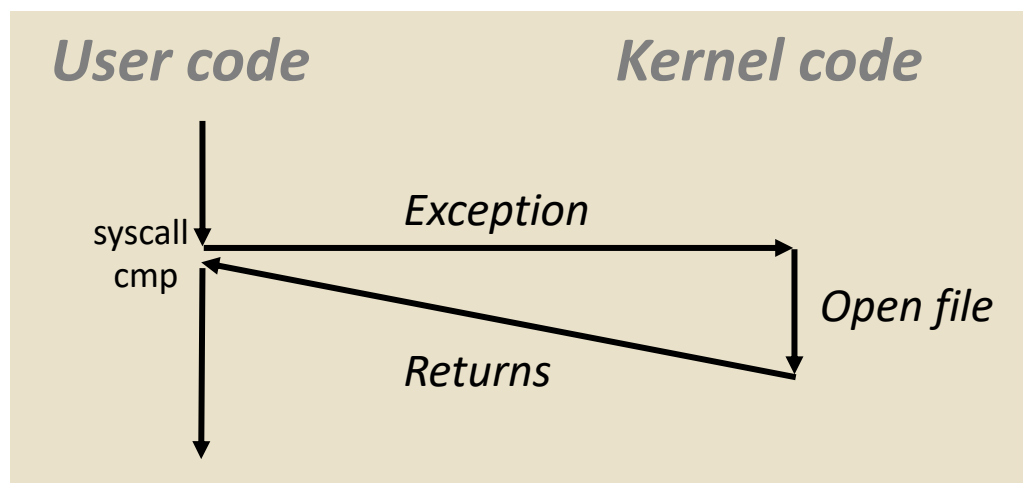 User code
Kernel code
Exception
syscall
cmp
Open file
Returns